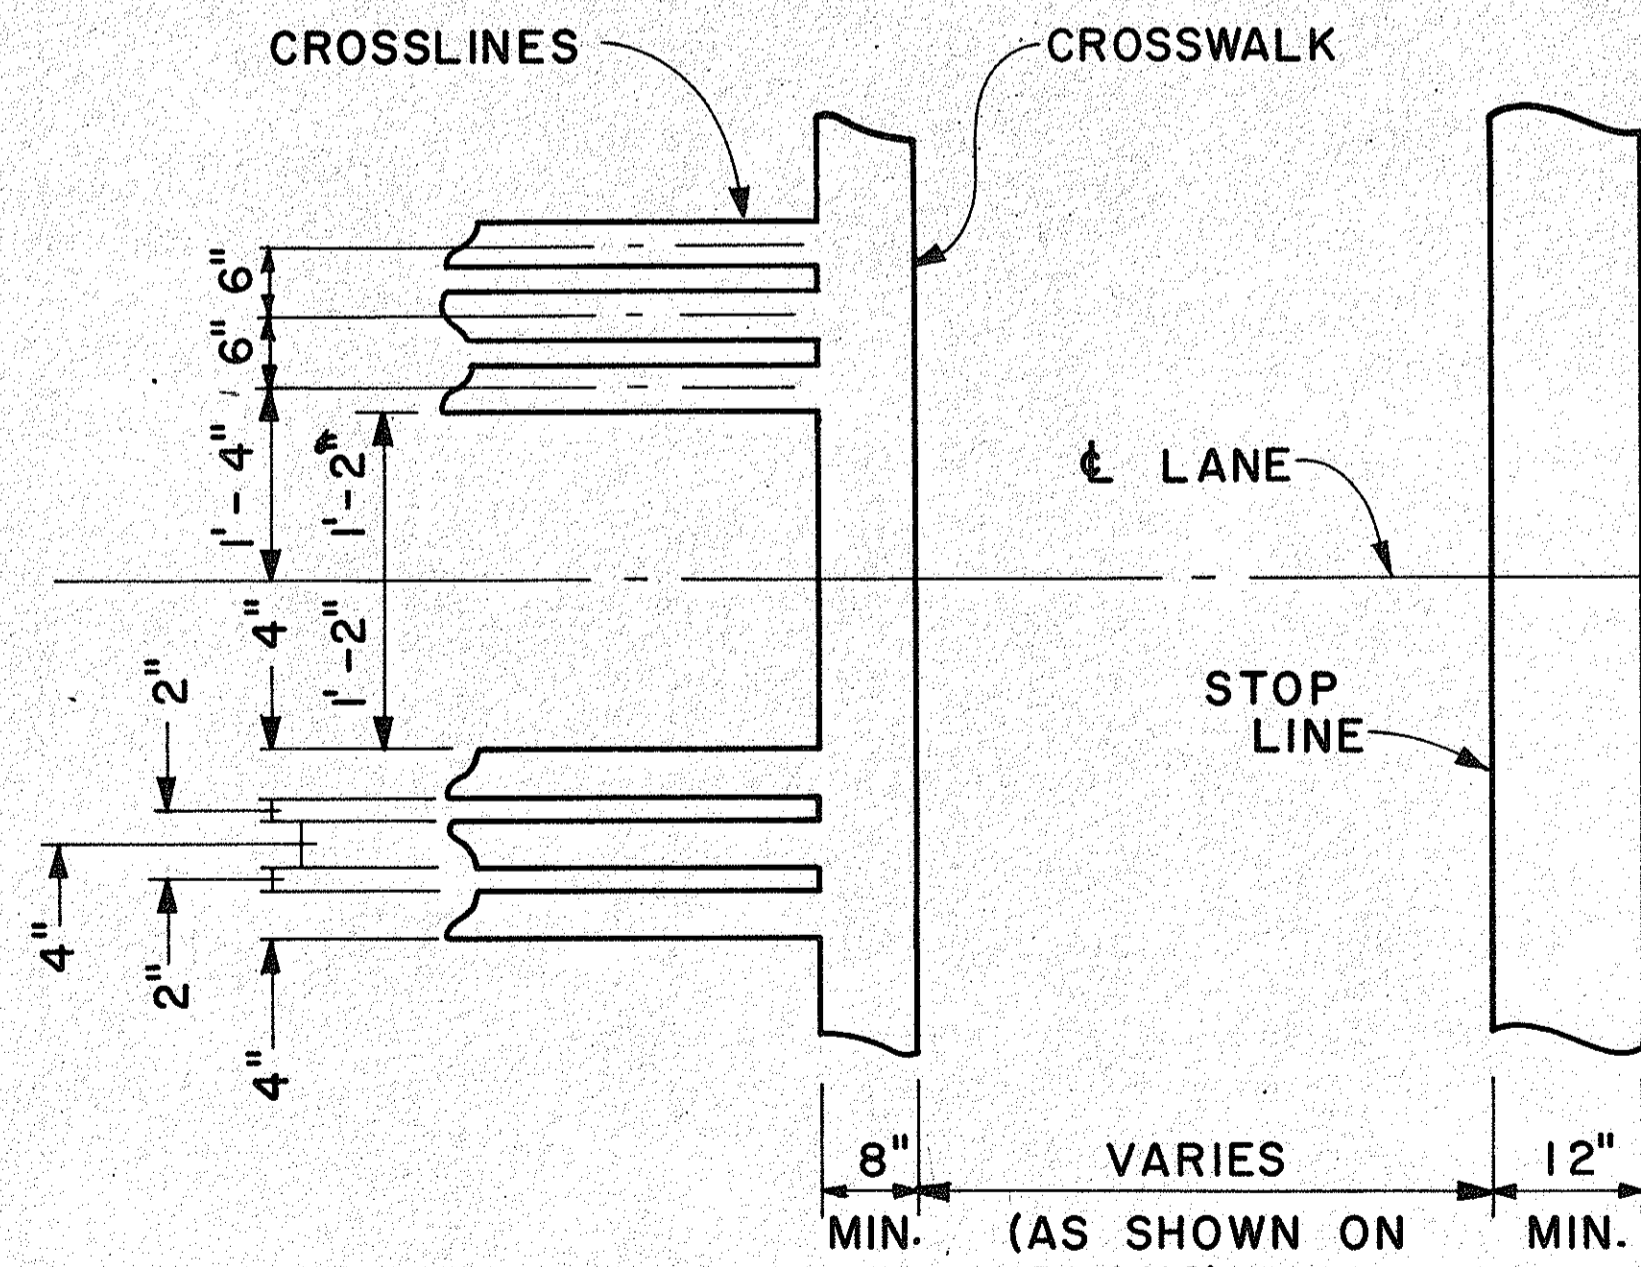 CROSSLINES
CROSSWALK
6"
6"
1'-4"
1'-2"
℄ LANE
4"
1'-2"
2"
STOP
LINE
4"
2"
4"
8"
MIN.
VARIES
(AS SHOWN ON
12"
MIN.